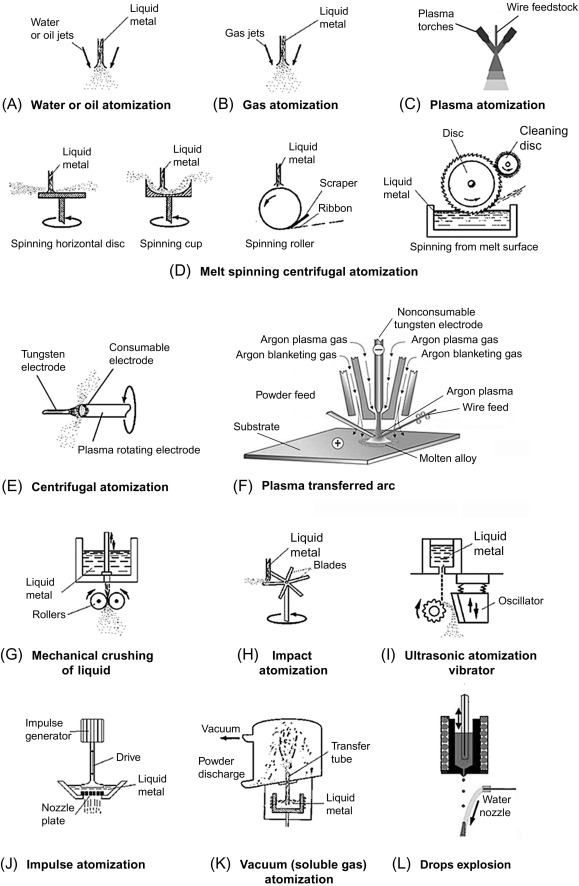 Water
or oil jets
Liquid
metal
(A) Water or oil atomization
Gas jets
Liquid
metal
(B) Gas atomization
Plasma
torches
Wire feedstock
(C) Plasma atomization
Liquid
metal
Spinning horizontal disc
Liquid
metal
Spinning cup
Liquid
metal
Scraper
Ribbon
Spinning roller
Disc
Cleaning
disc
Liquid
metal
Spinning from melt surface
(D) Melt spinning centrifugal atomization
Tungsten
electrode
Consumable
electrode
Plasma rotating electrode
(E) Centrifugal atomization
Nonconsumable
tungsten electrode
Argon plasma gas
Argon blanketing gas
Argon plasma gas
Argon blanketing gas
Powder feed
Argon plasma
Wire feed
Substrate
Molten alloy
(F) Plasma transferred arc
Liquid
metal
Rollers
(G) Mechanical crushing
of liquid
Liquid
metal
Blades
(H) Impact
atomization
Liquid
metal
Oscillator
(I) Ultrasonic atomization
vibrator
Impulse
generator
Drive
Liquid
metal
Nozzle
plate
(J) Impulse atomization
Vacuum
Powder
discharge
Transfer
tube
Liquid
metal
(K) Vacuum (soluble gas)
atomization
Water
nozzle
(L) Drops explosion